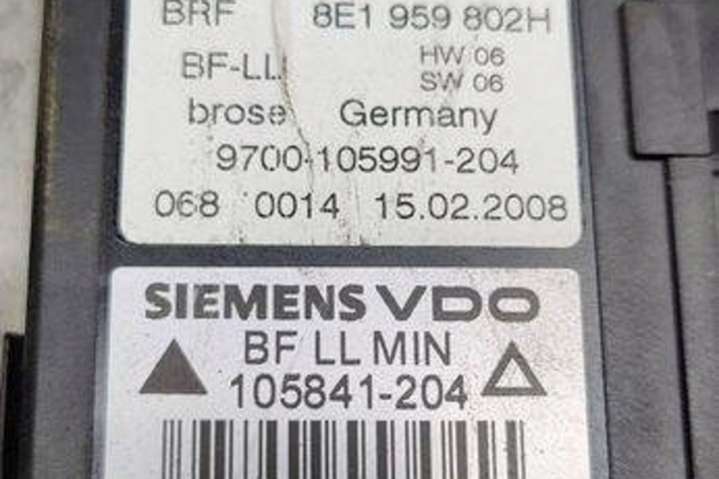 BRF 8E1 959 802H
BF-LL HW 06
SW 06
brose Germany
9700-105991-204
068 0014 15.02.2008
SIEMENS VDO
BF LL MIN
105841-204